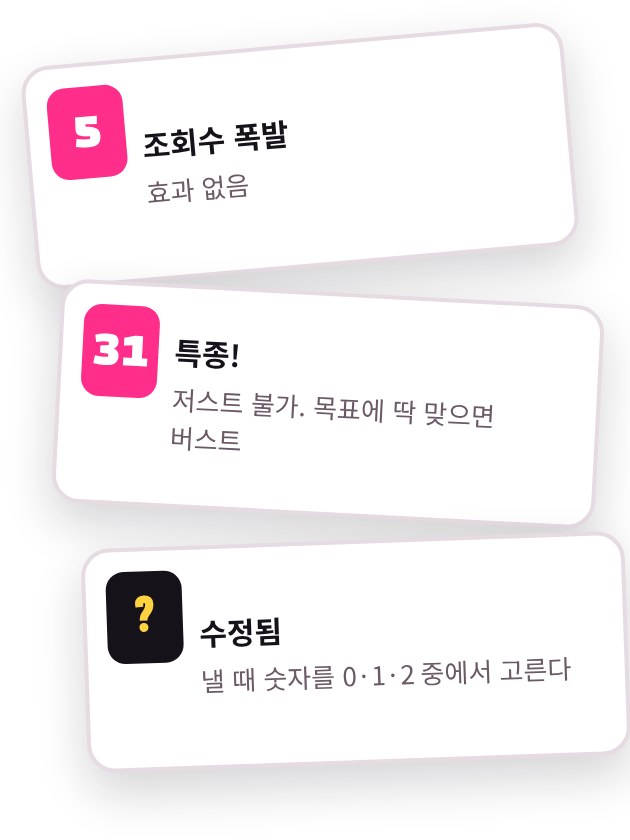 5
조회수 폭발
효과 없음
31
특종!
저스트 불가. 목표에 딱 맞으면
버스트
?
수정됨
낼 때 숫자를 0·1·2 중에서 고른다